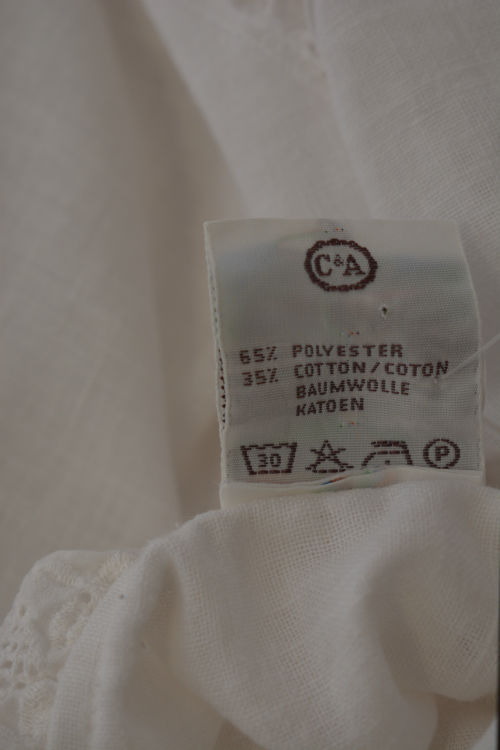 C&A
65% POLYESTER
35% COTTON / COTON
BAUMWOLLE
KATOEN
30 P